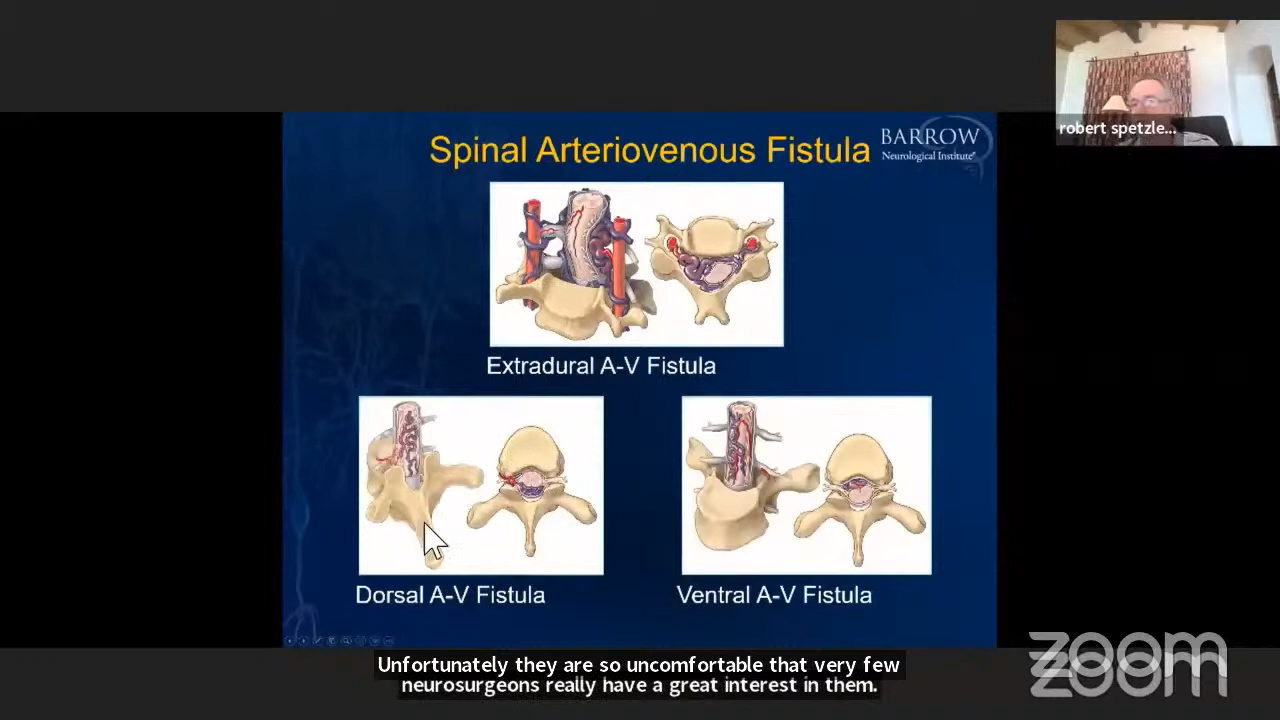 Spinal Arteriovenous Fistula
BARROW
Neurological Institute®
robert spetzle...
Extradural A-V Fistula
Dorsal A-V Fistula
Ventral A-V Fistula
Unfortunately they are so uncomfortable that very few
neurosurgeons really have a great interest in them.
zoom